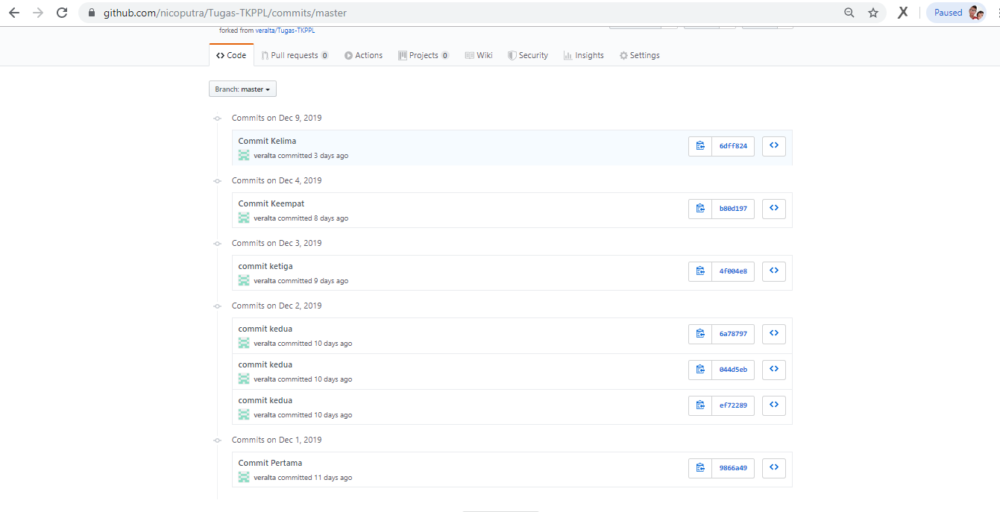 github.com/nicoputra/Tugas-TKPPL/commits/master
X
Paused
forked from veralta/Tugas-TKPPL
<> Code Pull requests 0 Actions Projects 0 Wiki Security Insights Settings
Branch: master
Commits on Dec 9, 2019
Commit Kelima
6dff824
<>
veralta committed 3 days ago
Commits on Dec 4, 2019
Commit Keempat
b80d197
<>
veralta committed 8 days ago
Commits on Dec 3, 2019
commit ketiga
4f004e8
<>
veralta committed 9 days ago
Commits on Dec 2, 2019
commit kedua
6a78797
<>
veralta committed 10 days ago
commit kedua
044d5eb
<>
veralta committed 10 days ago
commit kedua
ef72289
<>
veralta committed 10 days ago
Commits on Dec 1, 2019
Commit Pertama
9866a49
<>
veralta committed 11 days ago